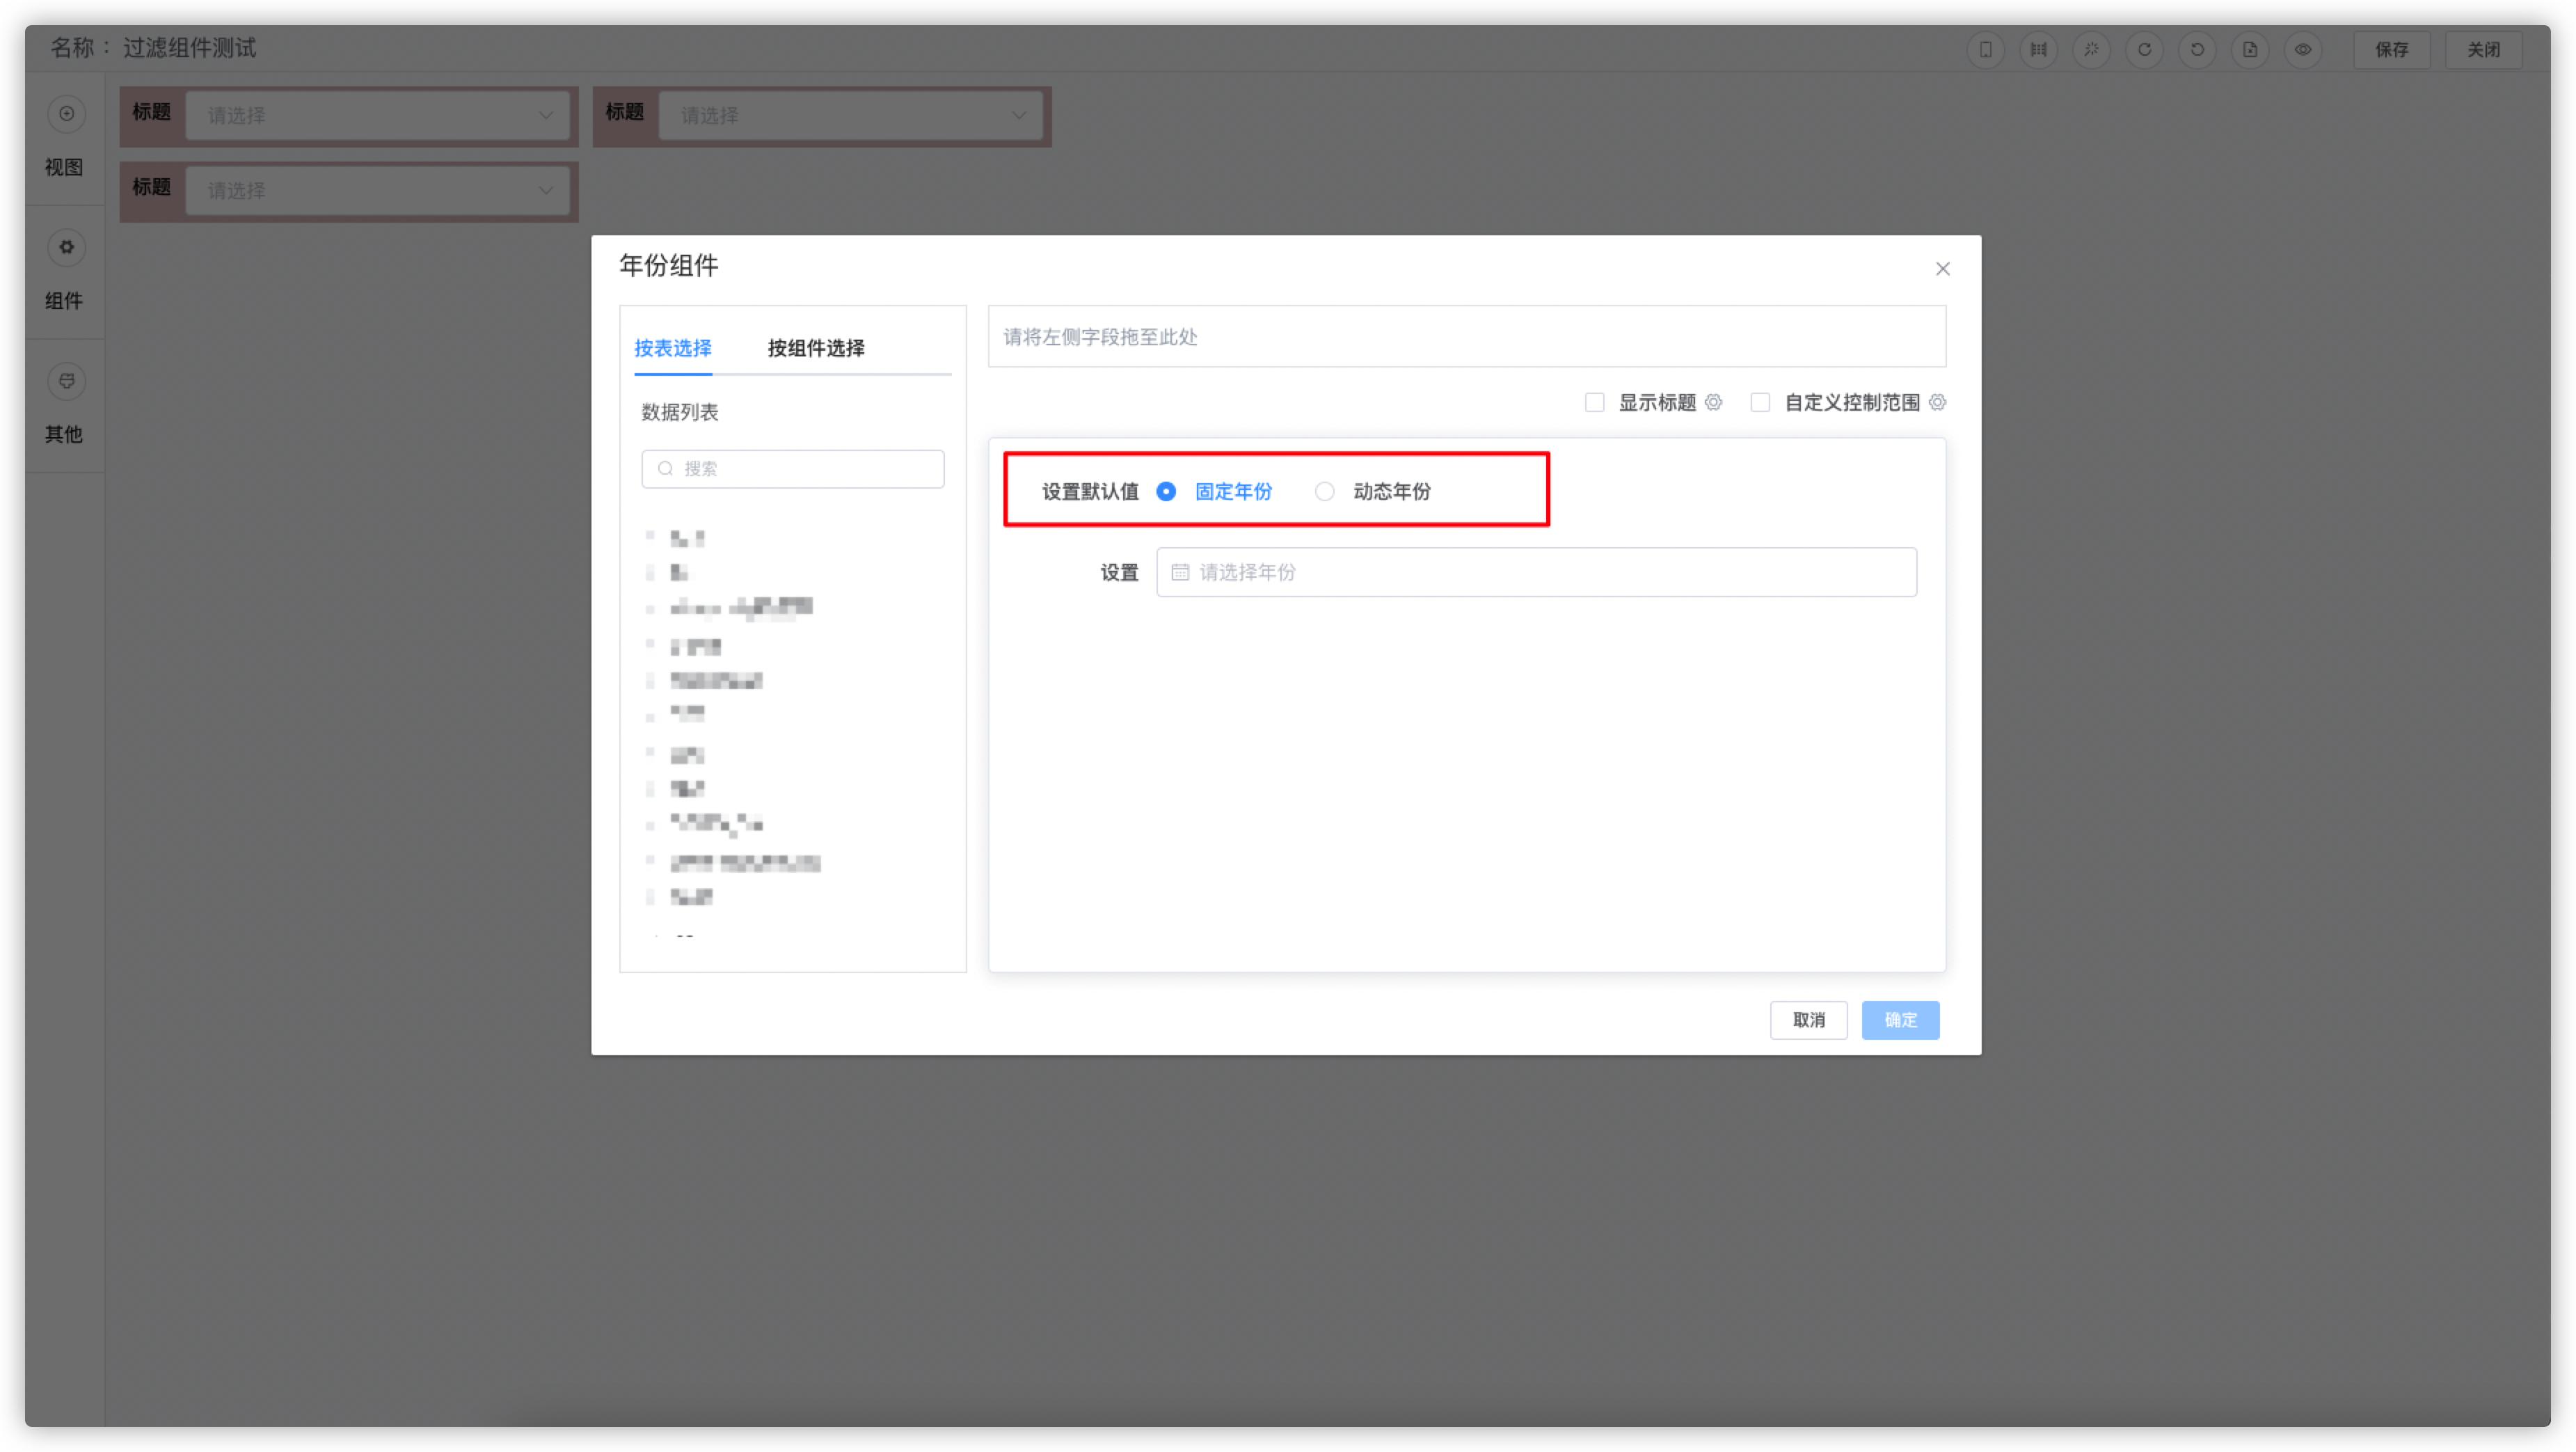 名称： 过滤组件测试
保存
关闭
视图
组件
其他
标题 请选择
标题 请选择
标题 请选择
年份组件
按表选择 按组件选择
数据列表
搜索
请将左侧字段拖至此处
显示标题 自定义控制范围
设置默认值 固定年份 动态年份
设置 请选择年份
取消 确定